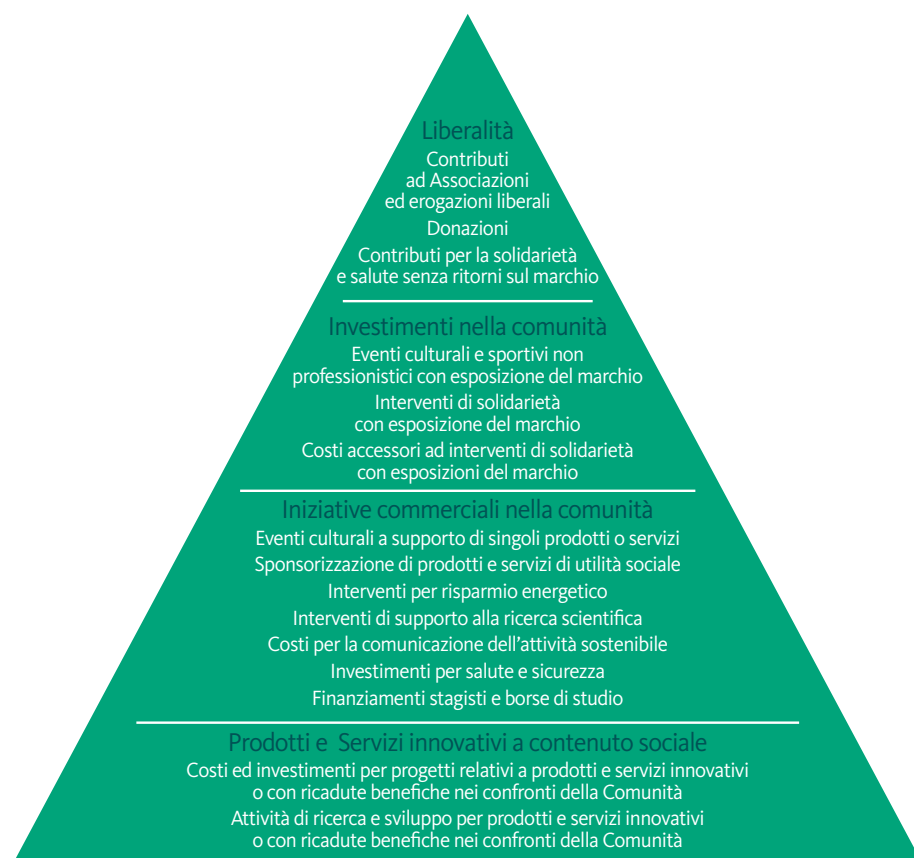 Liberalità
Contributi
ad Associazioni
ed erogazioni liberali
Donazioni
Contributi per la solidarietà
e salute senza ritorni sul marchio
Investimenti nella comunità
Eventi culturali e sportivi non
professionistici con esposizione del marchio
Interventi di solidarietà
con esposizione del marchio
Costi accessori ad interventi di solidarietà
con esposizioni del marchio
Iniziative commerciali nella comunità
Eventi culturali a supporto di singoli prodotti o servizi
Sponsorizzazione di prodotti e servizi di utilità sociale
Interventi per risparmio energetico
Interventi di supporto alla ricerca scientifica
Costi per la comunicazione dell’attività sostenibile
Investimenti per salute e sicurezza
Finanziamenti stagisti e borse di studio
Prodotti e Servizi innovativi a contenuto sociale
Costi ed investimenti per progetti relativi a prodotti e servizi innovativi
o con ricadute benefiche nei confronti della Comunità
Attività di ricerca e sviluppo per prodotti e servizi innovativi
o con ricadute benefiche nei confronti della Comunità